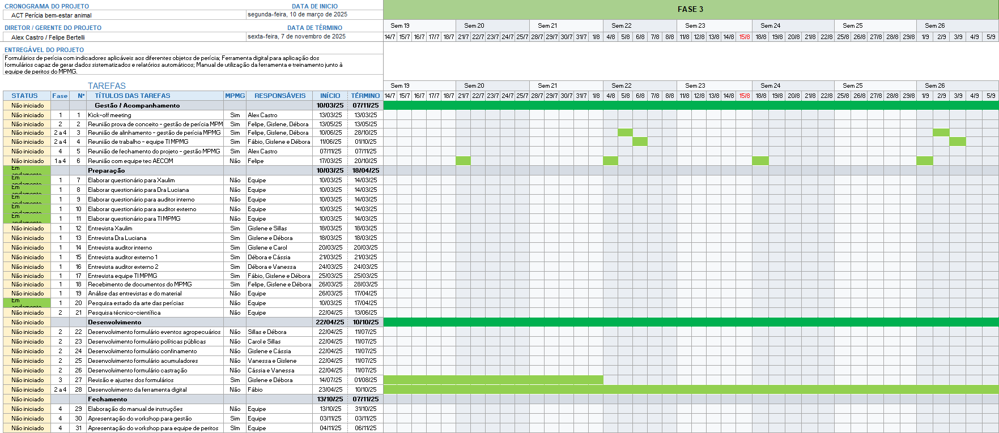 CRONOGRAMA DO PROJETO DATA DE INICIO
ACT Perícia bem-estar animal segunda-feira, 10 de março de 2025
DIRETOR / GERENTE DO PROJETO DATA DE TÉRMINO
Alex Castro / Felipe Bertelli sexta-feira, 7 de novembro de 2025
ENTREGÁVEL DO PROJETO
Formulários de perícia com indicadores aplicáveis aos diferentes objetos de perícia; Ferramenta digital para aplicação dos
formulários capaz de gerar dados sistematizados e relatórios automáticos; Manual de utilização da ferramenta e treinamento junto à
equipe de peritos do MPMG.
FASE 3
Sem 19 Sem 20 Sem 21 Sem 22 Sem 23 Sem 24 Sem 25 Sem 26
14/7 15/7 16/7 17/7 18/7 21/7 22/7 23/7 24/7 25/7 28/7 29/7 30/7 31/7 1/8 4/8 5/8 6/8 7/8 8/8 11/8 12/8 13/8 14/8 15/8 18/8 19/8 20/8 21/8 22/8 25/8 26/8 27/8 28/8 29/8 1/9 2/9 3/9 4/9 5/9
TAREFAS
Sem 19 Sem 20 Sem 21 Sem 22 Sem 23 Sem 24 Sem 25 Sem 26
STATUS Fase Nº TÍTULOS DAS TAREFAS MPMG RESPONSÁVEIS INÍCIO TÉRMINO 14/7 15/7 16/7 17/7 18/7 21/7 22/7 23/7 24/7 25/7 28/7 29/7 30/7 31/7 1/8 4/8 5/8 6/8 7/8 8/8 11/8 12/8 13/8 14/8 15/8 18/8 19/8 20/8 21/8 22/8 25/8 26/8 27/8 28/8 29/8 1/9 2/9 3/9 4/9 5/9
Não iniciado Gestão / Acompanhamento 10/03/25 07/11/25
Não iniciado 1 1 Kick-off meeting Sim Alex Castro 13/03/25 13/03/25
Não iniciado 2 2 Reunião prova de conceito - gestão de perícia MPM Sim Felipe, Gislene, Débora 13/05/25 13/05/25
Não iniciado 2 a 4 3 Reunião de alinhamento - gestão de perícia MPMG Sim Felipe, Gislene, Débora 10/06/25 28/10/25
Não iniciado 2 a 4 4 Reunião de trabalho - equipe TI MPMG Sim Fábio, Gislene e Débora 11/06/25 01/10/25
Não iniciado 4 5 Reunião de fechamento do projeto - gestão MPMG Sim Alex Castro 07/11/25 07/11/25
Não iniciado 1 a 4 6 Reunião com equipe tec AECOM Não Felipe 17/03/25 20/10/25
Em andamento Preparação 10/03/25 18/04/25
Em andamento 1 7 Elaborar questionário para Xaulim Não Equipe 10/03/25 14/03/25
Em andamento 1 8 Elaborar questionário para Dra Luciana Não Equipe 10/03/25 14/03/25
Em andamento 1 9 Elaborar questionário para auditor interno Não Equipe 10/03/25 14/03/25
Em andamento 1 10 Elaborar questionário para auditor externo Não Equipe 10/03/25 14/03/25
Em andamento 1 11 Elaborar questionário para TI MPMG Não Equipe 10/03/25 14/03/25
Não iniciado 1 12 Entrevista Xaulim Sim Gislene e Sillas 18/03/25 18/03/25
Não iniciado 1 13 Entrevista Dra Luciana Sim Gislene e Débora 18/03/25 18/03/25
Não iniciado 1 14 Entrevista auditor interno Sim Gislene e Carol 20/03/25 20/03/25
Não iniciado 1 15 Entrevista auditor externo 1 Sim Débora e Cássia 21/03/25 21/03/25
Não iniciado 1 16 Entrevista auditor externo 2 Sim Débora e Vanessa 24/03/25 24/03/25
Não iniciado 1 17 Entrevista equipe TI MPMG Sim Fábio, Gislene e Débora 25/03/25 25/03/25
Não iniciado 1 18 Recebimento de documentos do MPMG Sim Felipe, Gislene e Débora 26/03/25 28/03/25
Não iniciado 1 19 Análise das entrevistas e do material Não Equipe 26/03/25 17/04/25
Em andamento 1 20 Pesquisa estado da arte das perícias Não Equipe 10/03/25 17/04/25
Não iniciado 2 21 Pesquisa técnico-científica Não Equipe 22/04/25 13/06/25
Não iniciado Desenvolvimento 22/04/25 10/10/25
Não iniciado 2 22 Desenvolvimento formulário eventos agropecuários Não Sillas e Débora 22/04/25 11/07/25
Não iniciado 2 23 Desenvolvimento formulário políticas públicas Não Carol e Sillas 22/04/25 11/07/25
Não iniciado 2 24 Desenvolvimento formulário confinamento Não Gislene e Cássia 22/04/25 11/07/25
Não iniciado 2 25 Desenvolvimento formulário acumuladores Não Vanessa e Gislene 22/04/25 11/07/25
Não iniciado 2 26 Desenvolvimento formulário castração Não Cássia e Vanessa 22/04/25 11/07/25
Não iniciado 3 27 Revisão e ajustes dos formulários Sim Gislene e Débora 14/07/25 01/08/25
Não iniciado 2 a 4 28 Desenvolvimento da ferramenta digital Não Fábio 23/04/25 10/10/25
Não iniciado Fechamento 13/10/25 07/11/25
Não iniciado 4 29 Elaboração do manual de instruções Não Equipe 13/10/25 31/10/25
Não iniciado 4 30 Apresentação do workshop para gestão Sim Equipe 03/11/25 03/11/25
Não iniciado 4 31 Apresentação do workshop para equipe de peritos SIm Equipe 04/11/25 06/11/25